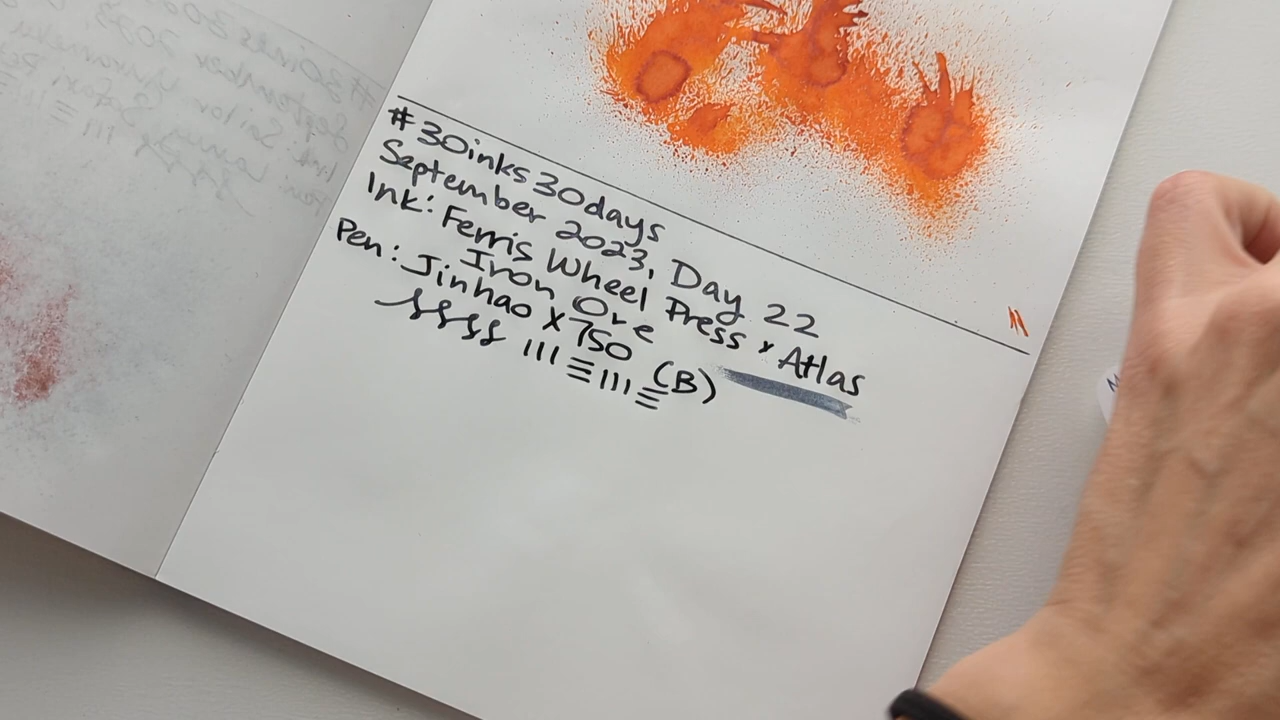 #30inks30days
September 2023, Day 22
Ink: Ferris Wheel Press x Atlas
Iron Ore
Pen: Jinhao X750 (B)